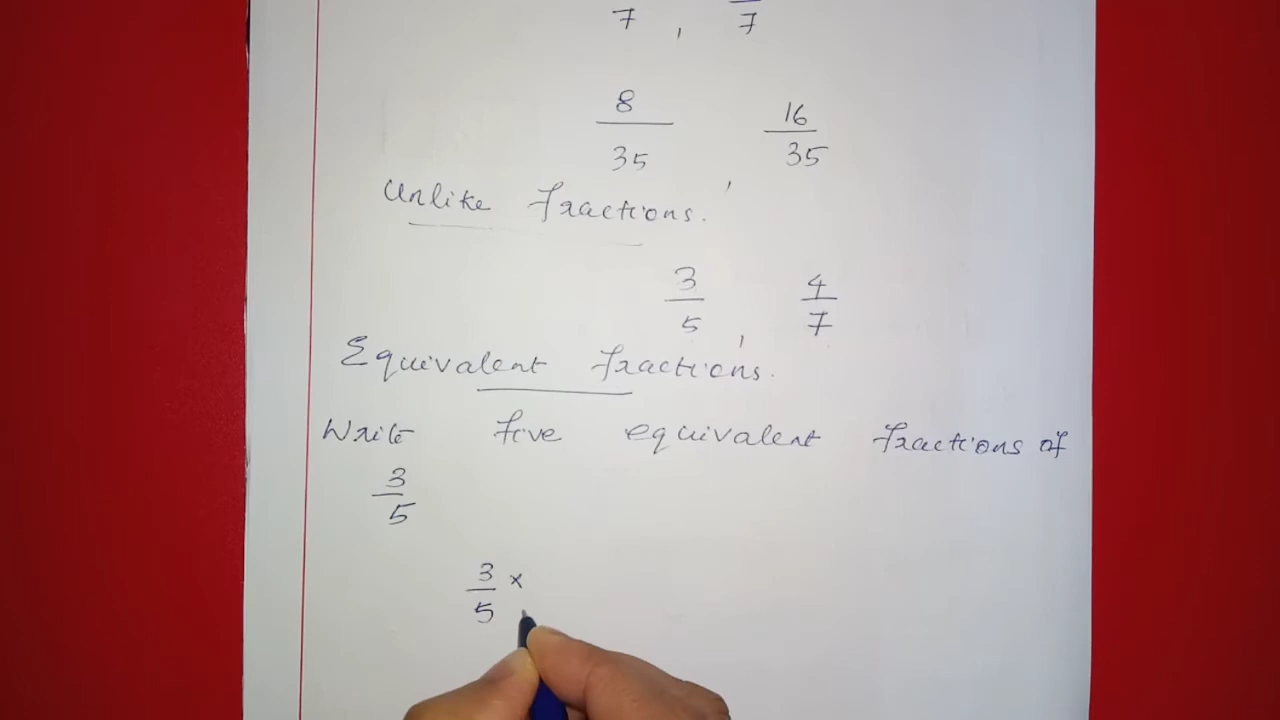 7 , 7
8/35 , 16/35
Unlike fractions.
3/5 , 4/7
Equivalent fractions.
Write five equivalent fractions of
3/5
3/5 ×